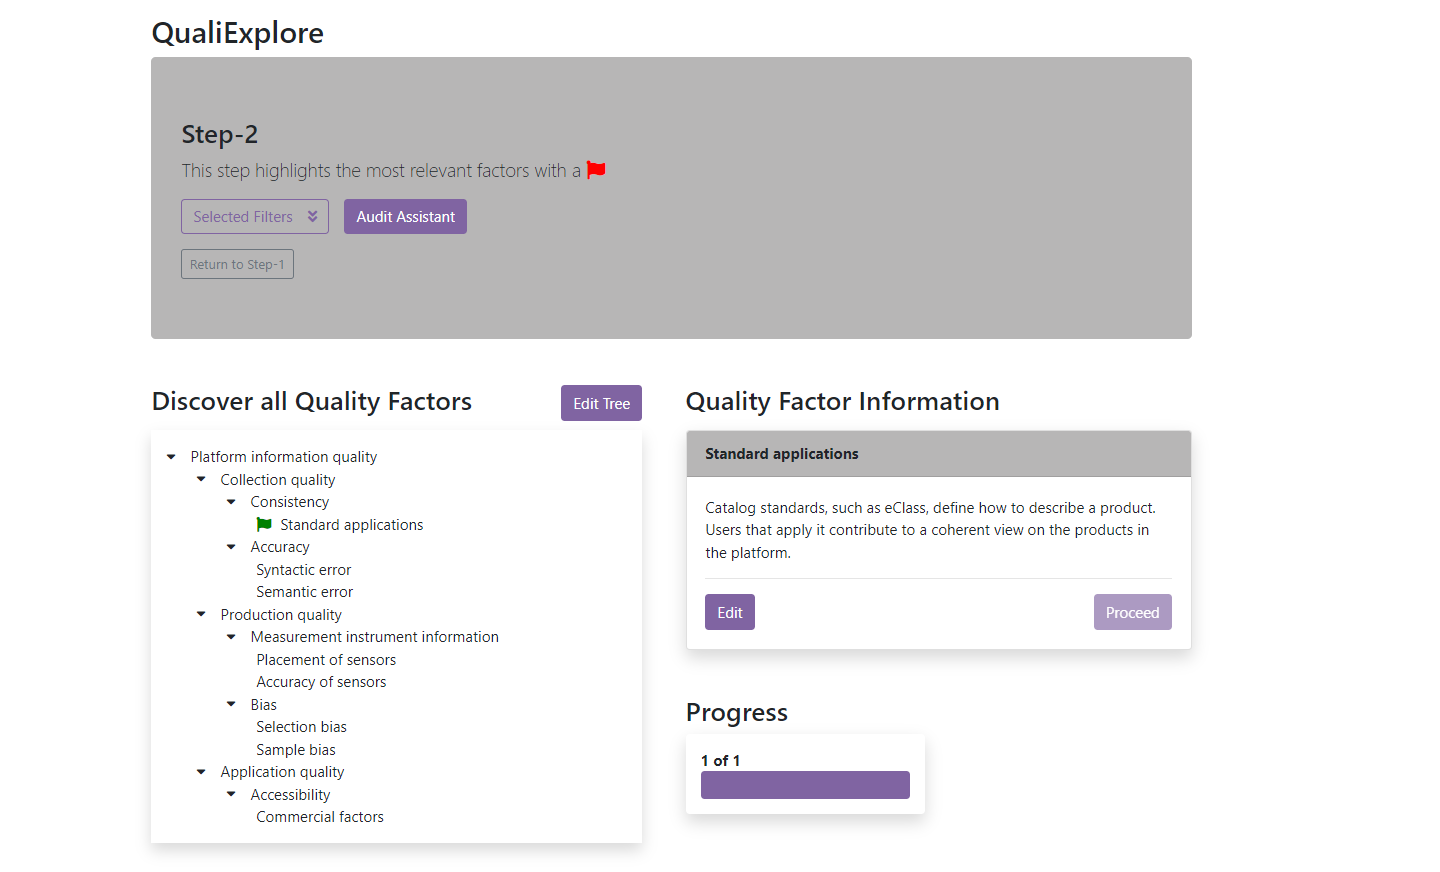 QualiExplore
Step-2
This step highlights the most relevant factors with a
Selected Filters
Audit Assistant
Return to Step-1
Discover all Quality Factors
Edit Tree
Platform information quality
Collection quality
Consistency
Standard applications
Accuracy
Syntactic error
Semantic error
Production quality
Measurement instrument information
Placement of sensors
Accuracy of sensors
Bias
Selection bias
Sample bias
Application quality
Accessibility
Commercial factors
Quality Factor Information
Standard applications
Catalog standards, such as eClass, define how to describe a product.
Users that apply it contribute to a coherent view on the products in
the platform.
Edit
Proceed
Progress
1 of 1